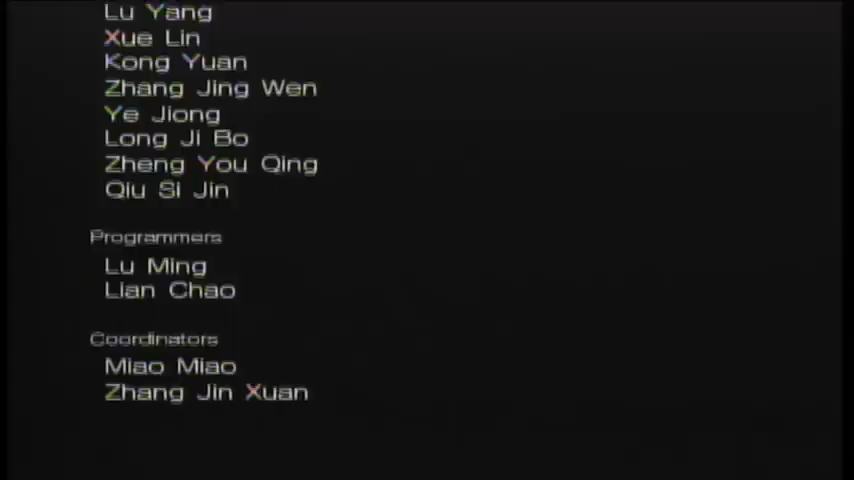 Lu Yang
Xue Lin
Kong Yuan
Zhang Jing Wen
Ye Jiong
Long Ji Bo
Zheng You Qing
Qiu Si Jin
Programmers
Lu Ming
Lian Chao
Coordinators
Miao Miao
Zhang Jin Xuan